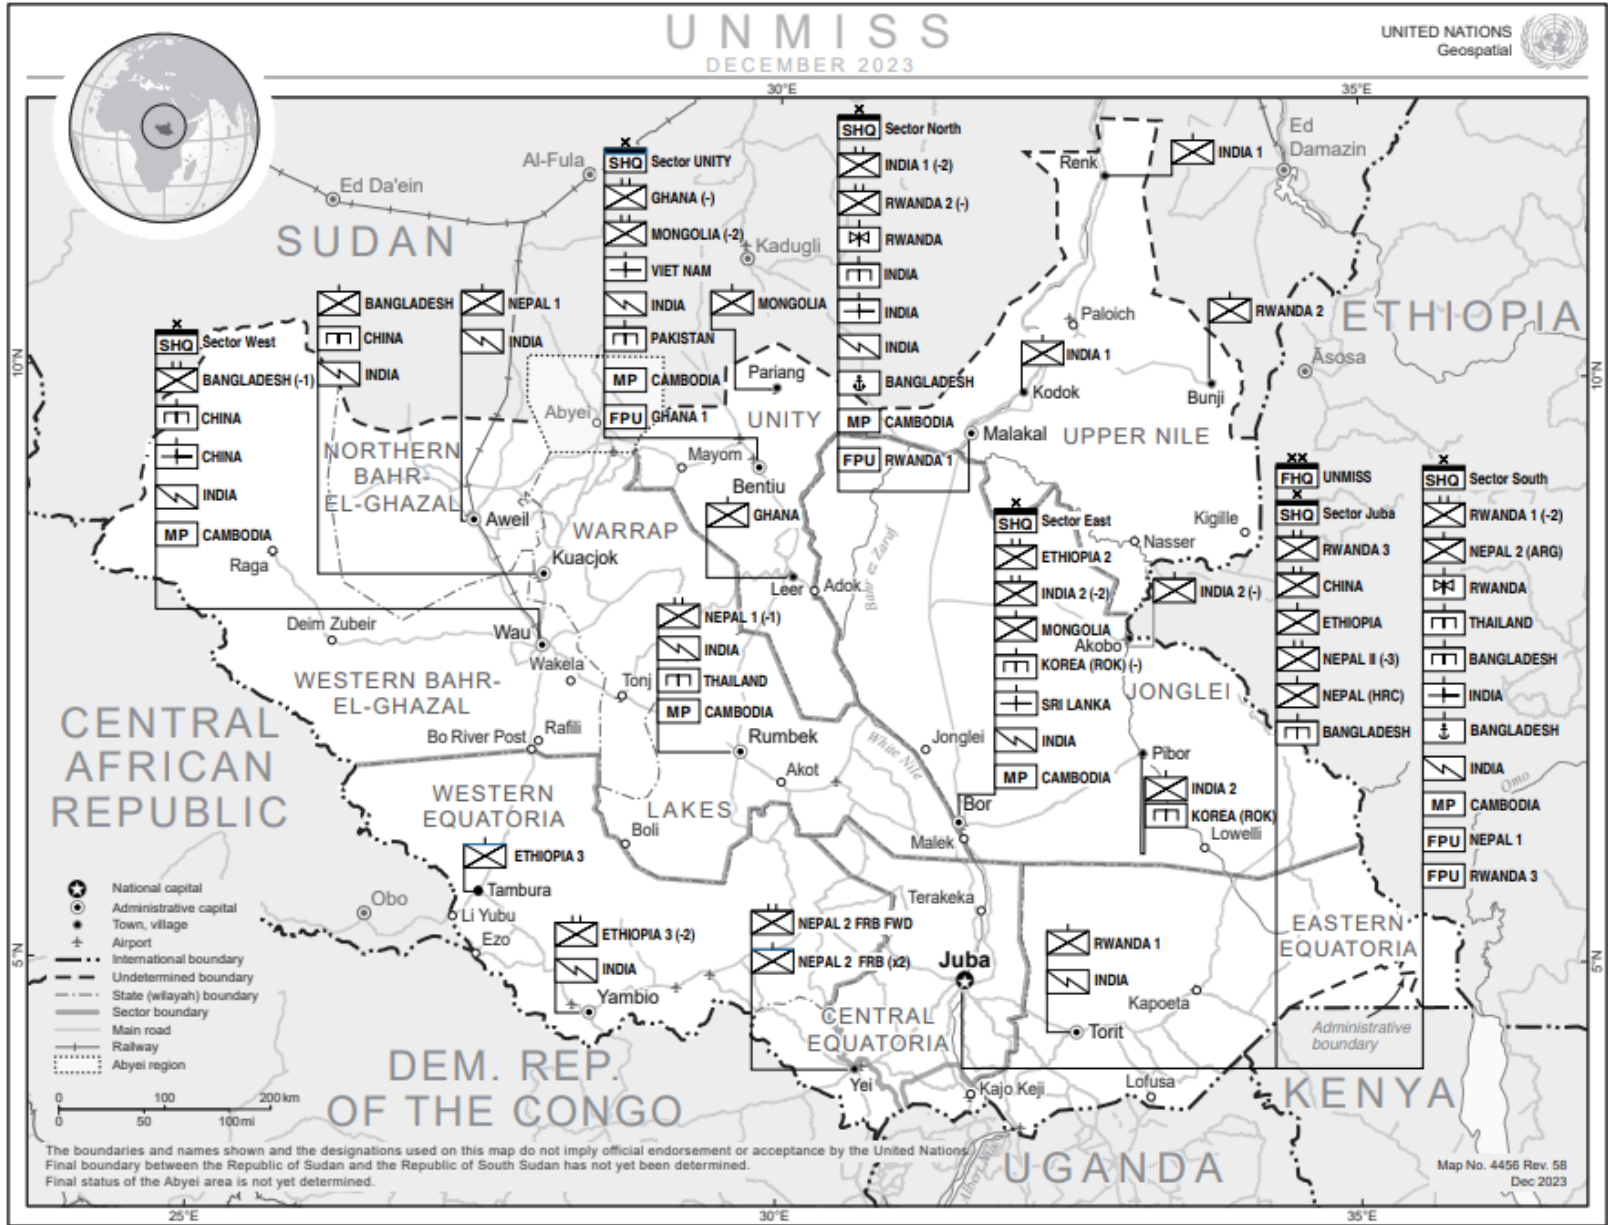 UNMISS
DECEMBER 2023
UNITED NATIONS
Geospatial
30°E
35°E
SHQ Sector North
INDIA 1 (-2)
RWANDA 2 (-)
RWANDA
INDIA
INDIA
INDIA
BANGLADESH
MP CAMBODIA
FPU RWANDA 1
SHQ Sector UNITY
GHANA (-)
MONGOLIA (-2)
VIET NAM
INDIA
PAKISTAN
MP CAMBODIA
FPU GHANA 1
Ed
Damazin
INDIA 1
Renk
Al-Fula
Ed Da'ein
SUDAN
Kadugli
MONGOLIA
BANGLADESH
CHINA
INDIA
NEPAL 1
INDIA
SHQ Sector West
BANGLADESH (-1)
CHINA
CHINA
INDIA
MP CAMBODIA
ETHIOPIA
RWANDA 2
Paloich
INDIA 1
Kodok
Bunji
Asosa
10°N
10°N
Pariang
UNITY
Abyei
Mayom
Bentiu
Malakal
UPPER NILE
NORTHERN
BAHR-
EL-GHAZAL
Aweil
WARRAP
Kuacjok
GHANA
Leer
Adok
Bahr ez Zaraf
Raga
Deim Zubeir
Wau
Wakela
WESTERN BAHR-
EL-GHAZAL
Tonj
Rafili
Bo River Post
NEPAL 1 (-1)
INDIA
THAILAND
MP CAMBODIA
Rumbek
Akot
Jonglei
White Nile
SHQ Sector East
ETHIOPIA 2
INDIA 2 (-2)
MONGOLIA
KOREA (ROK) (-)
SRI LANKA
INDIA
MP CAMBODIA
Kigille
Nasser
INDIA 2 (-)
Akobo
JONGLEI
Pibor
INDIA 2
KOREA (ROK)
Lowelli
FHQ UNMISS
SHQ Sector Juba
RWANDA 3
CHINA
ETHIOPIA
NEPAL II (-3)
NEPAL (HRC)
BANGLADESH
SHQ Sector South
RWANDA 1 (-2)
NEPAL 2 (ARG)
RWANDA
THAILAND
BANGLADESH
INDIA
BANGLADESH
INDIA
MP CAMBODIA
FPU NEPAL 1
FPU RWANDA 3
Omo
CENTRAL
AFRICAN
REPUBLIC
WESTERN
EQUATORIA
LAKES
Boli
Bor
Malek
Terakeka
ETHIOPIA 3
Tambura
Li Yubu
Ezo
Obo
ETHIOPIA 3 (-2)
INDIA
Yambio
NEPAL 2 FRB FWD
NEPAL 2 FRB (x2)
Juba
RWANDA 1
INDIA
Torit
Kapoeta
EASTERN
EQUATORIA
CENTRAL
EQUATORIA
Yei
Kajo Keji
Lofusa
Administrative
boundary
5°N
5°N
National capital
Administrative capital
Town, village
Airport
International boundary
Undetermined boundary
State (wilayah) boundary
Sector boundary
Main road
Railway
Abyei region
0 100 200 km
0 50 100 mi
DEM. REP.
OF THE CONGO
KENYA
UGANDA
The boundaries and names shown and the designations used on this map do not imply official endorsement or acceptance by the United Nations.
Final boundary between the Republic of Sudan and the Republic of South Sudan has not yet been determined.
Final status of the Abyei area is not yet determined.
Map No. 4456 Rev. 58
Dec 2023
25°E
30°E
35°E